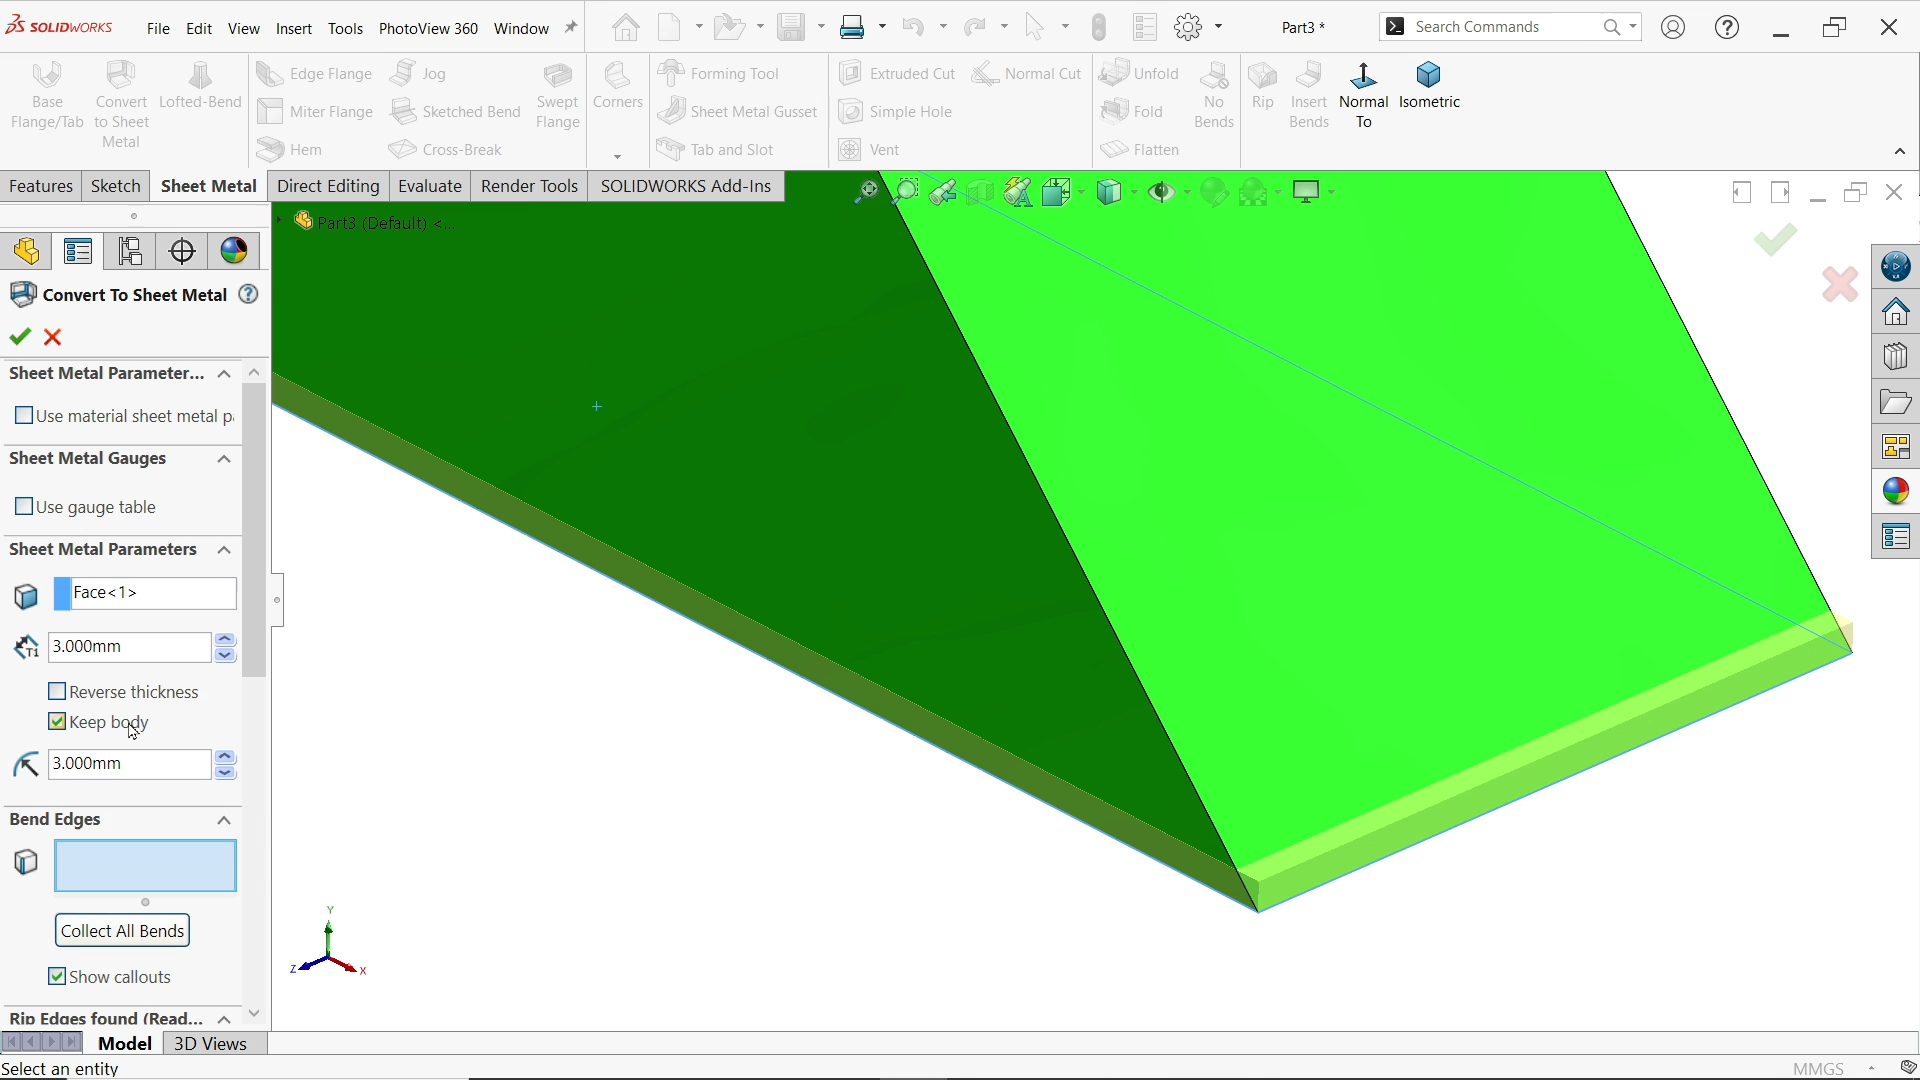 SOLIDWORKS File Edit View Insert Tools PhotoView 360 Window Part3 * Search Commands
Base Flange/Tab
Convert to Sheet Metal
Lofted-Bend
Edge Flange
Miter Flange
Hem
Jog
Sketched Bend
Cross-Break
Swept Flange
Corners
Forming Tool
Sheet Metal Gusset
Tab and Slot
Extruded Cut
Simple Hole
Vent
Normal Cut
Unfold
Fold
Flatten
No Bends
Rip
Insert Bends
Normal To
Isometric
Features Sketch Sheet Metal Direct Editing Evaluate Render Tools SOLIDWORKS Add-Ins
Part3 (Default) <...
Convert To Sheet Metal
Sheet Metal Parameter...
Use material sheet metal p
Sheet Metal Gauges
Use gauge table
Sheet Metal Parameters
Face<1>
T1 3.000mm
Reverse thickness
Keep body
3.000mm
Bend Edges
Collect All Bends
Show callouts
Rip Edges found (Read...
Y
Z X
Model 3D Views
Select an entity MMGS